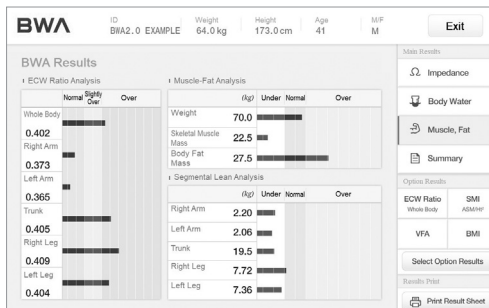 BWA
ID Weight Height Age M/F
BWA2.0 EXAMPLE 64.0 kg 173.0 cm 41 M
Exit
BWA Results
ECW Ratio Analysis
Normal Slightly Over Over
Whole Body
0.402
Right Arm
0.373
Left Arm
0.365
Trunk
0.405
Right Leg
0.409
Left Leg
0.404
Muscle-Fat Analysis
(kg) Under Normal Over
Weight
70.0
Skeletal Muscle
Mass
22.5
Body Fat
Mass
27.5
Segmental Lean Analysis
(kg) Under Normal Over
Right Arm
2.20
Left Arm
2.06
Trunk
19.5
Right Leg
7.72
Left Leg
7.36
Main Results
Impedance
Body Water
Muscle, Fat
Summary
Option Results
ECW Ratio SMI
Whole Body ASM/H²
VFA BMI
Select Option Results
Results Print
Print Result Sheet